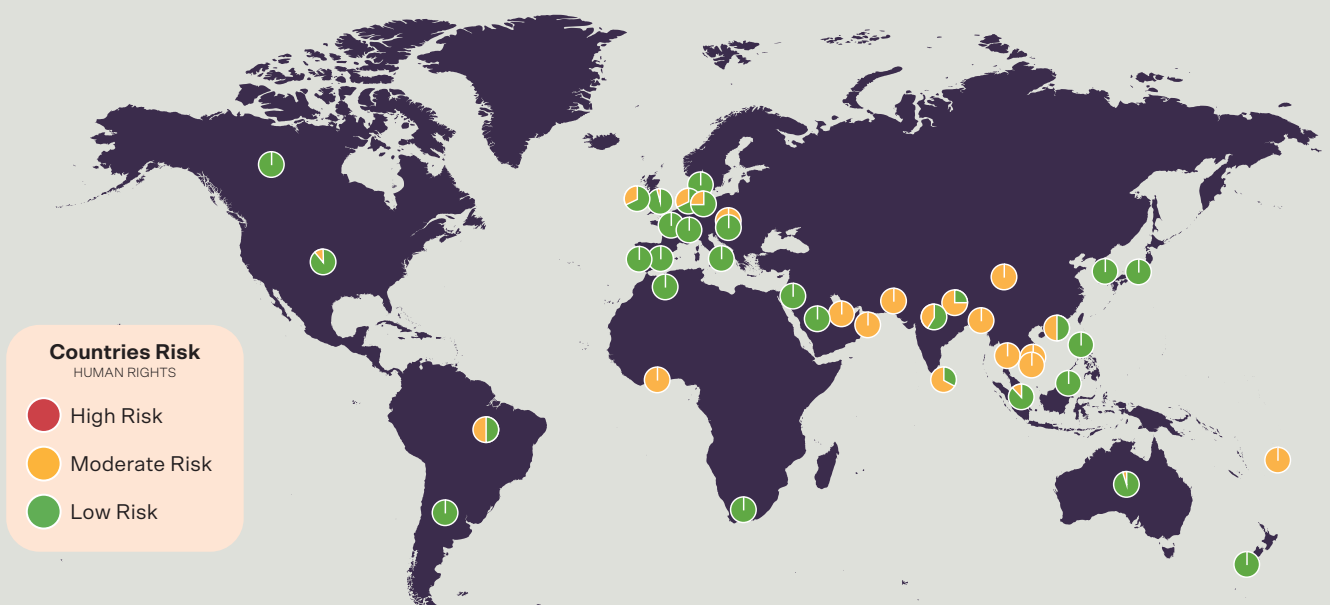 Countries Risk
HUMAN RIGHTS
High Risk
Moderate Risk
Low Risk